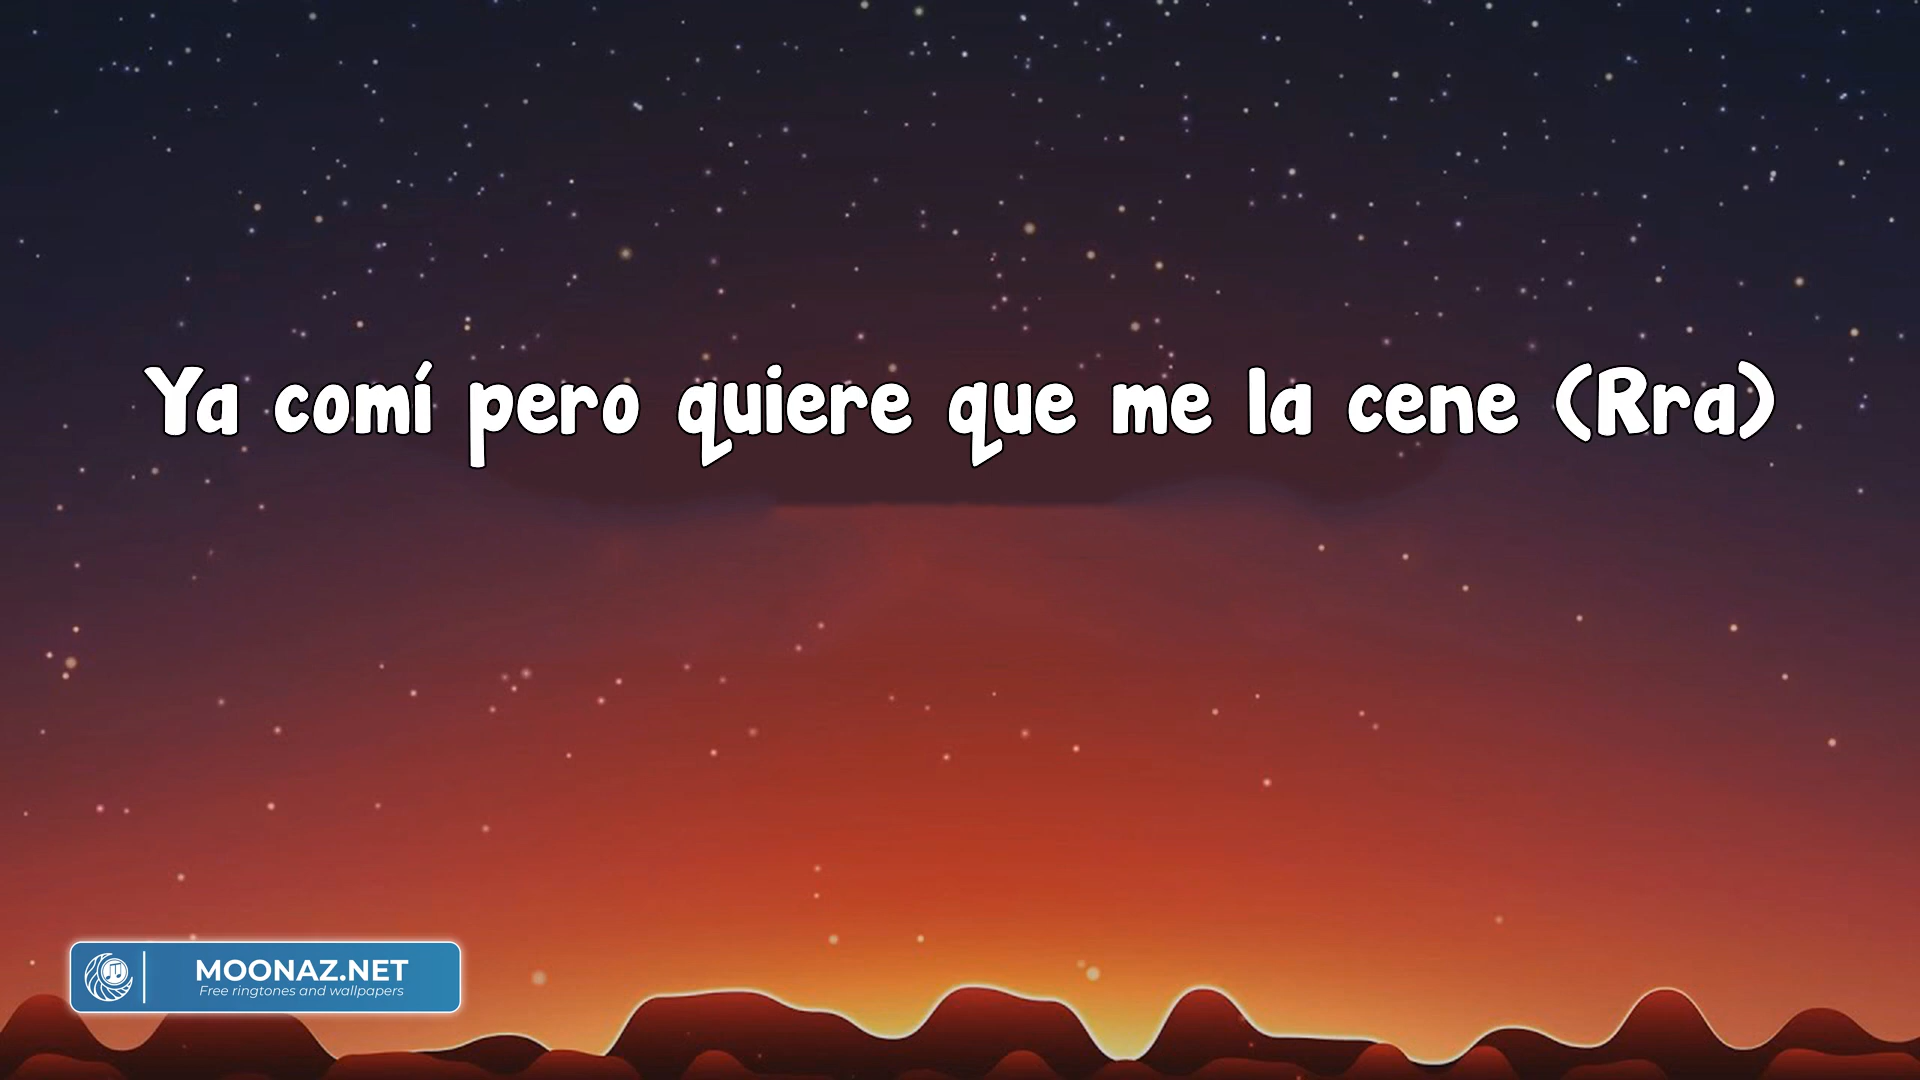 Ya comí pero quiere que me la cene (Rra)
MOONAZ.NET
Free ringtones and wallpapers